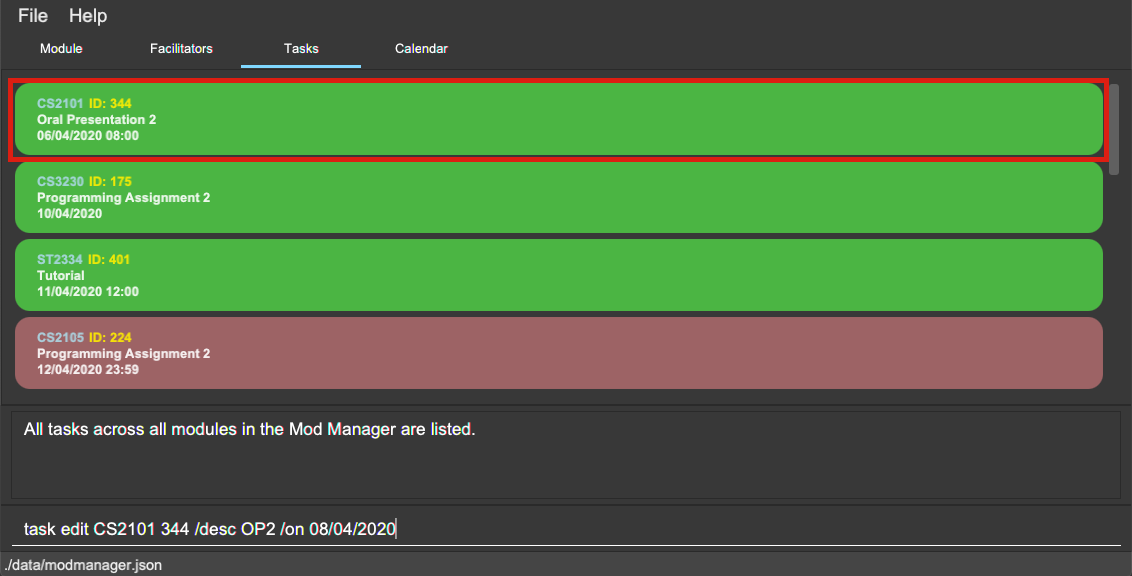 File Help
Module Facilitators Tasks Calendar
CS2101 ID: 344
Oral Presentation 2
06/04/2020 08:00
CS3230 ID: 175
Programming Assignment 2
10/04/2020
ST2334 ID: 401
Tutorial
11/04/2020 12:00
CS2105 ID: 224
Programming Assignment 2
12/04/2020 23:59
All tasks across all modules in the Mod Manager are listed.
task edit CS2101 344 /desc OP2 /on 08/04/2020
./data/modmanager.json